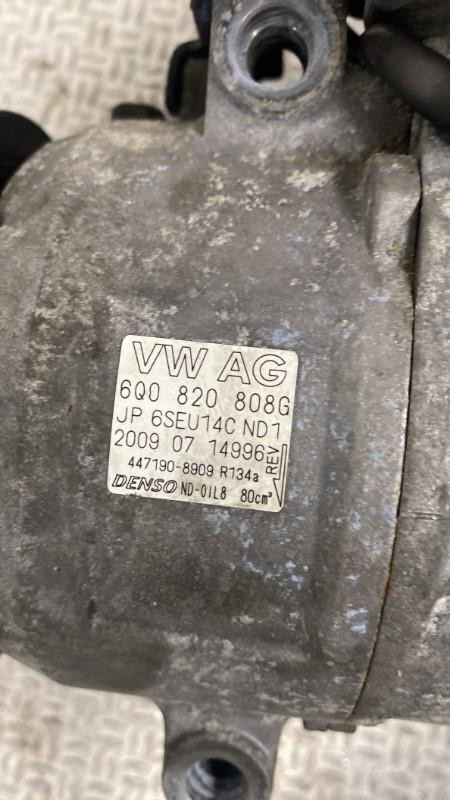 VW AG
6Q0 820 808G
JP 6SEU14C ND1
2009 07 14996
REV
447190-8909 R134a
DENSO ND-OIL8 80cm³